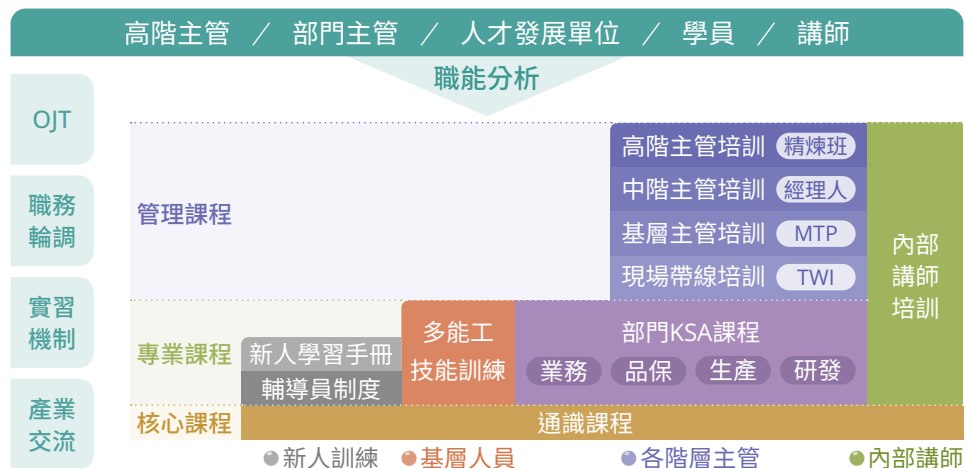 高階主管 / 部門主管 / 人才發展單位 / 學員 / 講師
職能分析
OJT
職務
輪調
實習
機制
產業
交流
管理課程
高階主管培訓 精煉班
中階主管培訓 經理人
基層主管培訓 MTP
現場帶線培訓 TWI
內部
講師
培訓
專業課程
新人學習手冊
輔導員制度
多能工
技能訓練
部門KSA課程
業務 品保 生產 研發
核心課程
通識課程
新人訓練 基層人員 各階層主管 內部講師